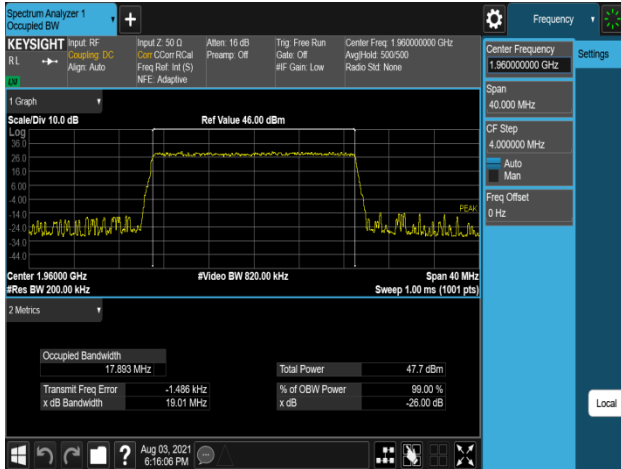 Spectrum Analyzer 1
Occupied BW
Frequency
KEYSIGHT
RL
Input: RF
Coupling: DC
Align: Auto
Input Z: 50 Ω
Corr CCorr RCal
Freq Ref: Int (S)
NFE: Adaptive
Atten: 16 dB
Preamp: Off
Trig: Free Run
Gate: Off
#IF Gain: Low
Center Freq: 1.960000000 GHz
Avg|Hold: 500/500
Radio Std: None
Center Frequency
1.960000000 GHz
Settings
Span
40.000 MHz
CF Step
4.000000 MHz
Auto
Man
Freq Offset
0 Hz
1 Graph
Scale/Div 10.0 dB
Ref Value 46.00 dBm
Log
36.0
26.0
16.0
6.00
-4.00
-14.0
-24.0
-34.0
-44.0
PEAK
Center 1.96000 GHz
#Video BW 820.00 kHz
Span 40 MHz
#Res BW 200.00 kHz
Sweep 1.00 ms (1001 pts)
2 Metrics
Occupied Bandwidth
17.893 MHz
Total Power
47.7 dBm
Transmit Freq Error
-1.486 kHz
% of OBW Power
99.00 %
x dB Bandwidth
19.01 MHz
x dB
-26.00 dB
Local
?
Aug 03, 2021
6:16:06 PM